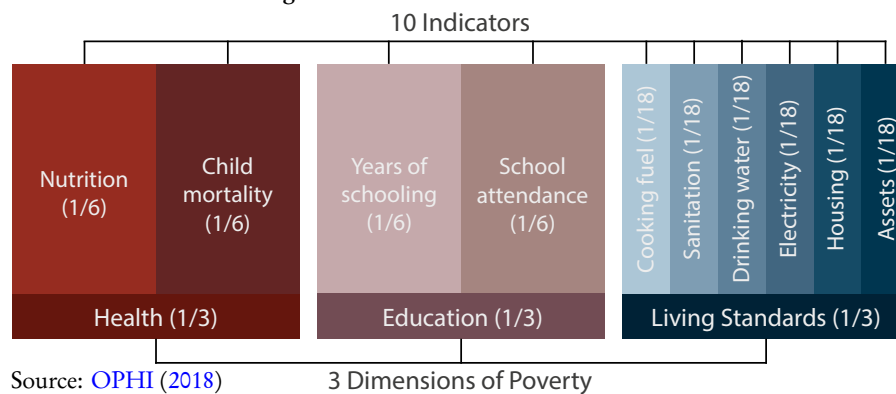 10 Indicators
Nutrition
(1/6)
Child
mortality
(1/6)
Years of
schooling
(1/6)
School
attendance
(1/6)
Cooking fuel (1/18)
Sanitation (1/18)
Drinking water (1/18)
Electricity (1/18)
Housing (1/18)
Assets (1/18)
Health (1/3)
Education (1/3)
Living Standards (1/3)
3 Dimensions of Poverty
Source: OPHI (2018)